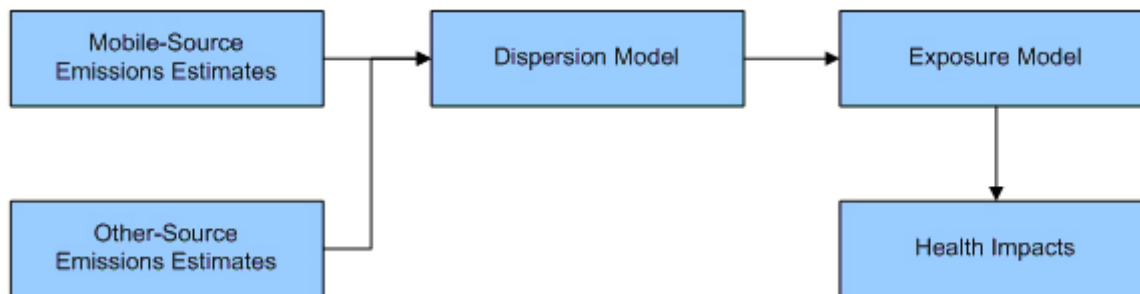 Mobile-Source
Emissions Estimates
Dispersion Model
Exposure Model
Other-Source
Emissions Estimates
Health Impacts